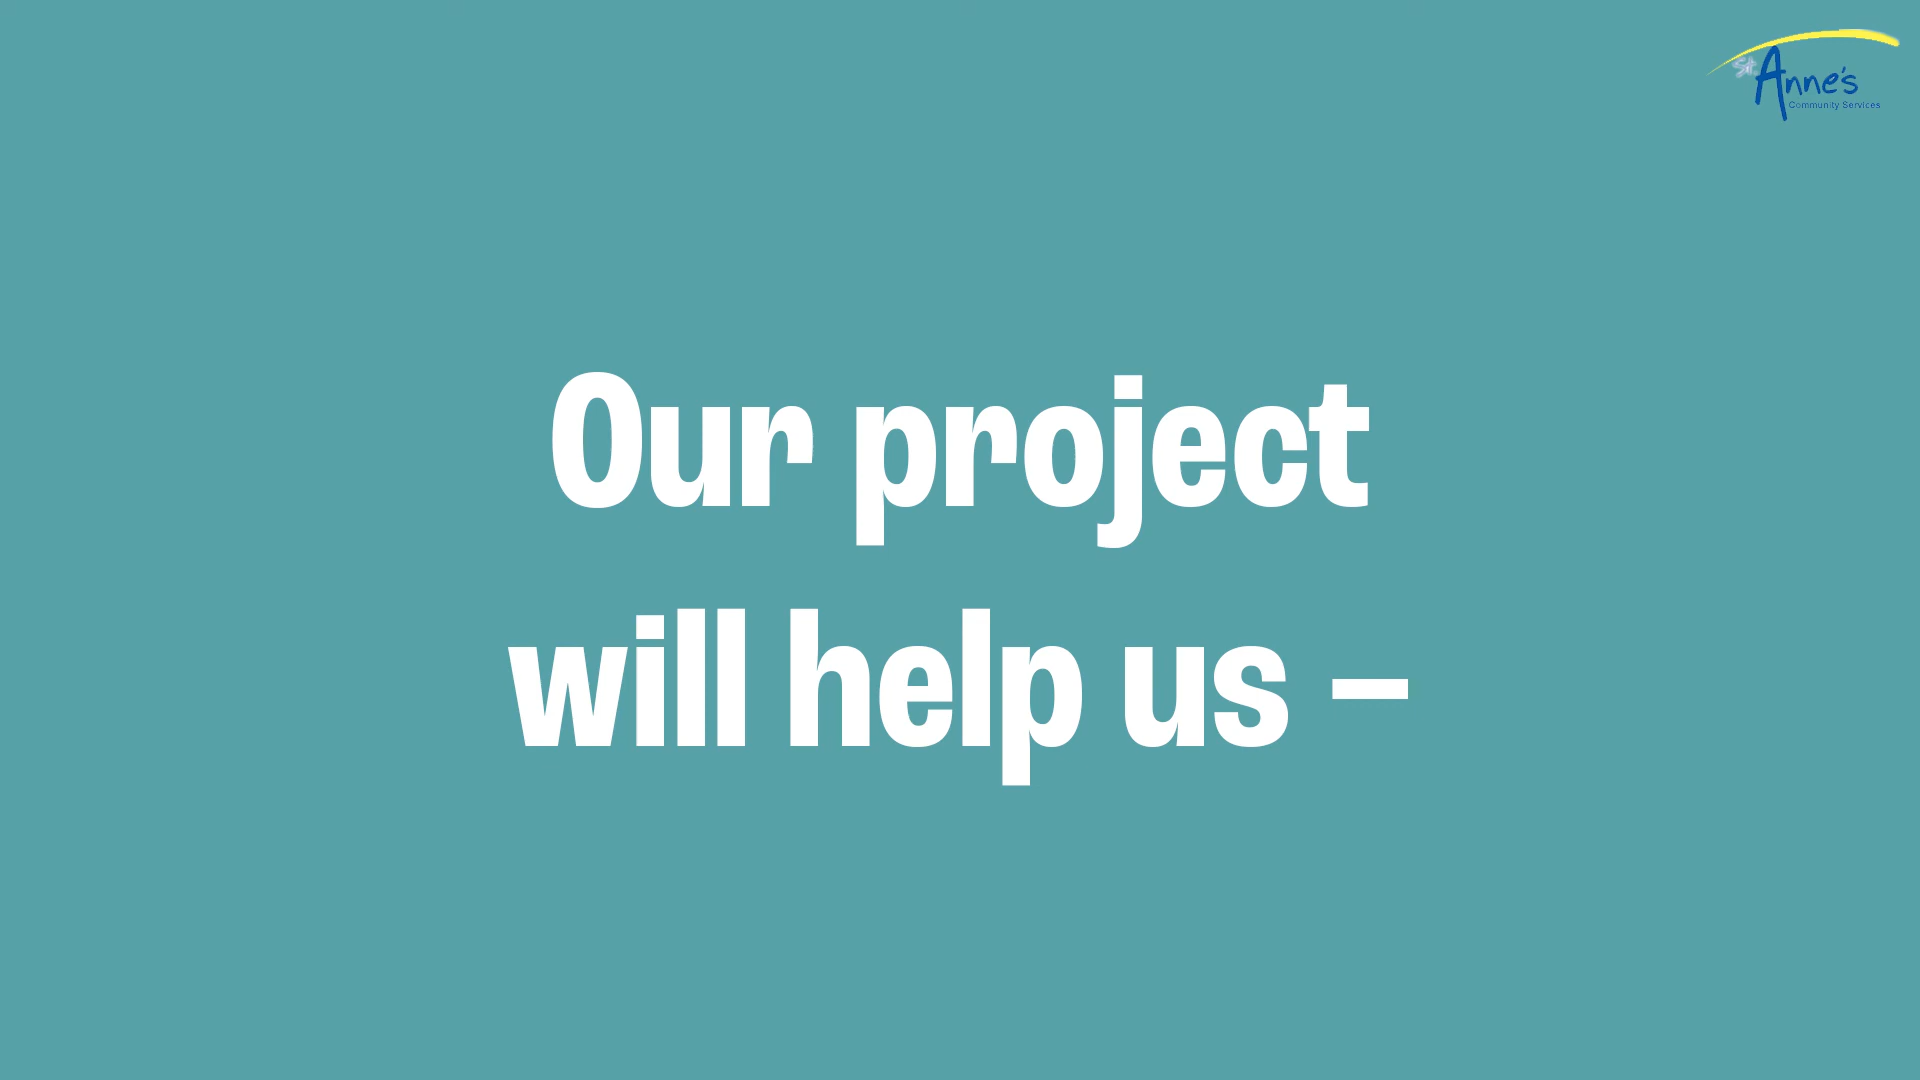 St.
Anne's
Community Services
Our project
will help us –